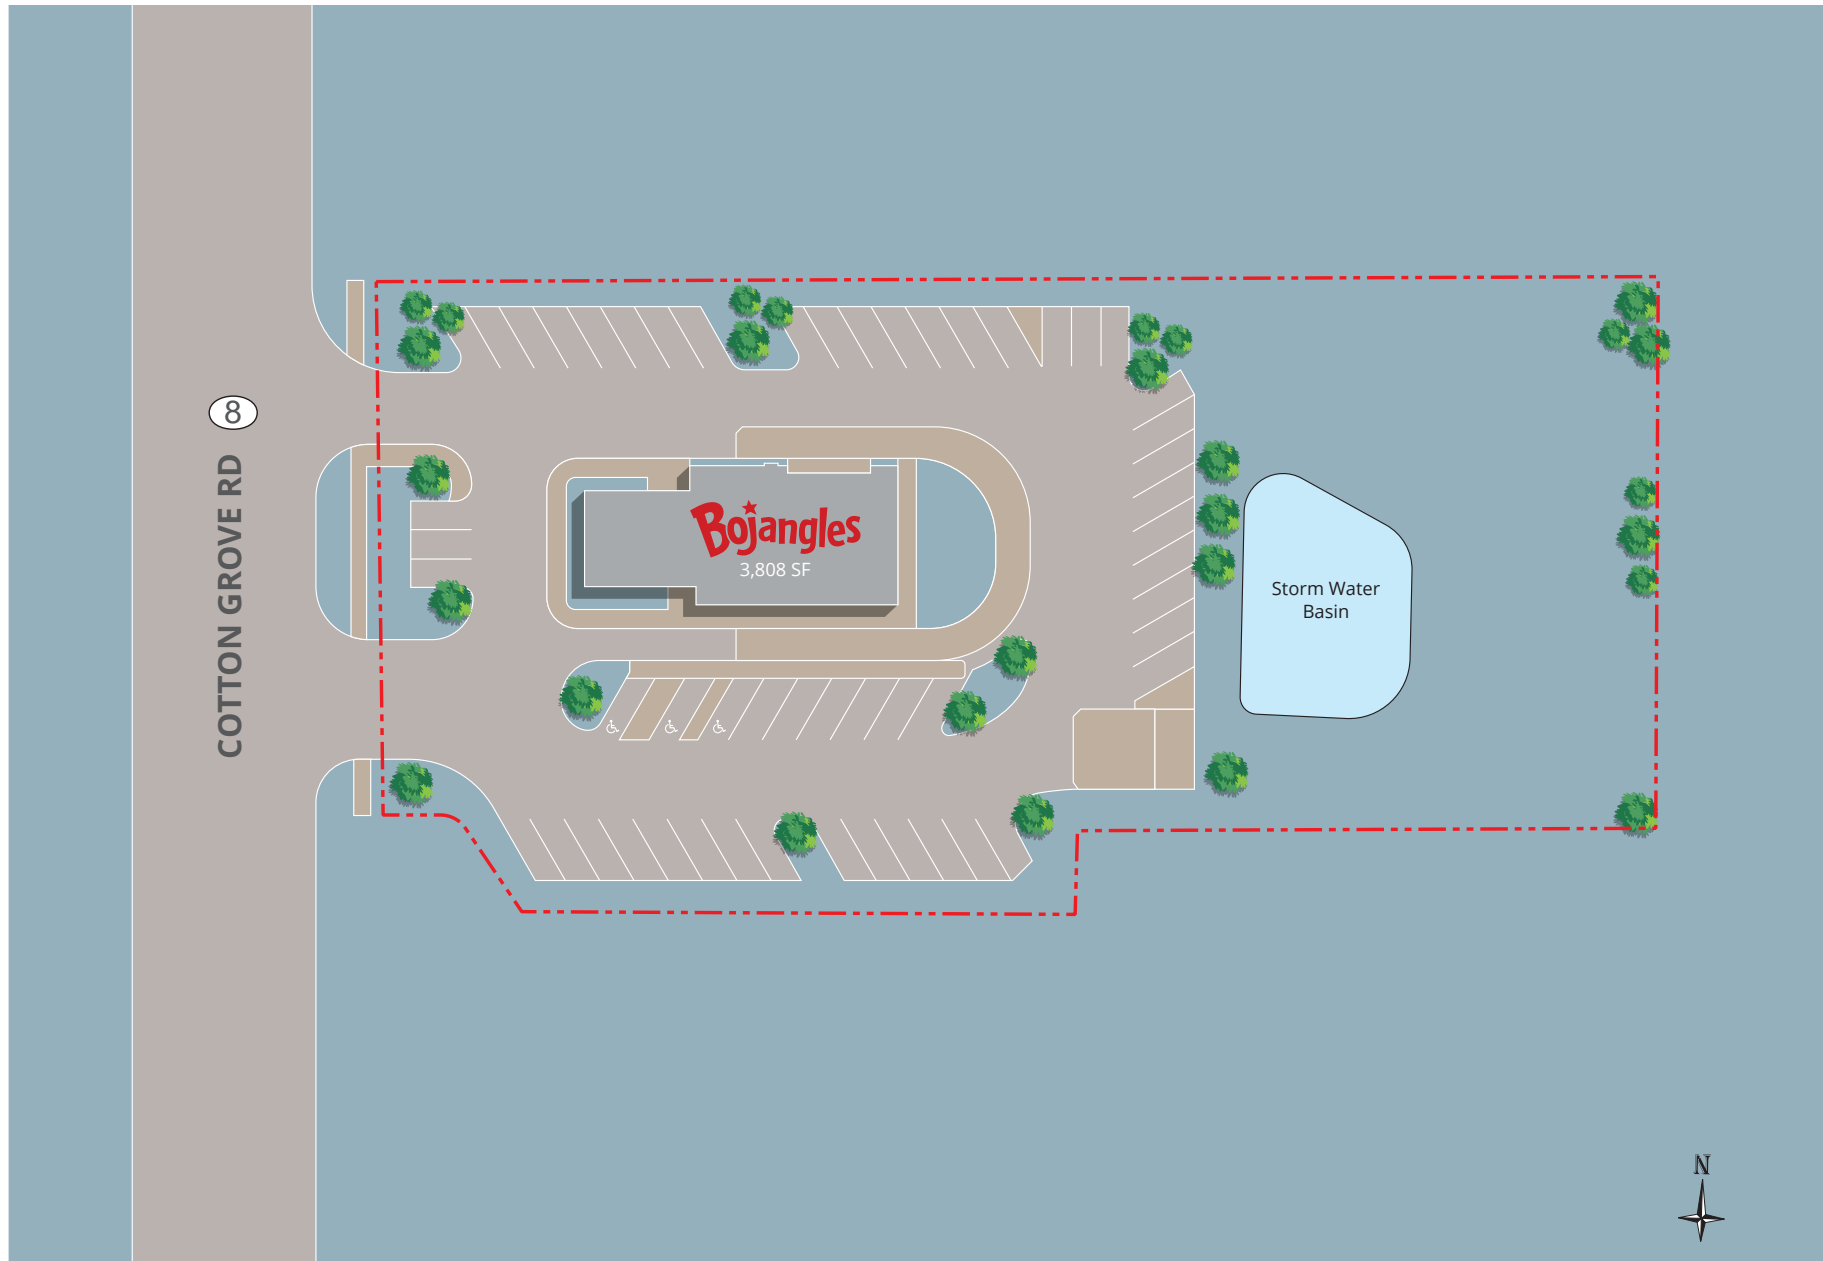 8
COTTON GROVE RD
Bojangles
3,808 SF
Storm Water
Basin
N